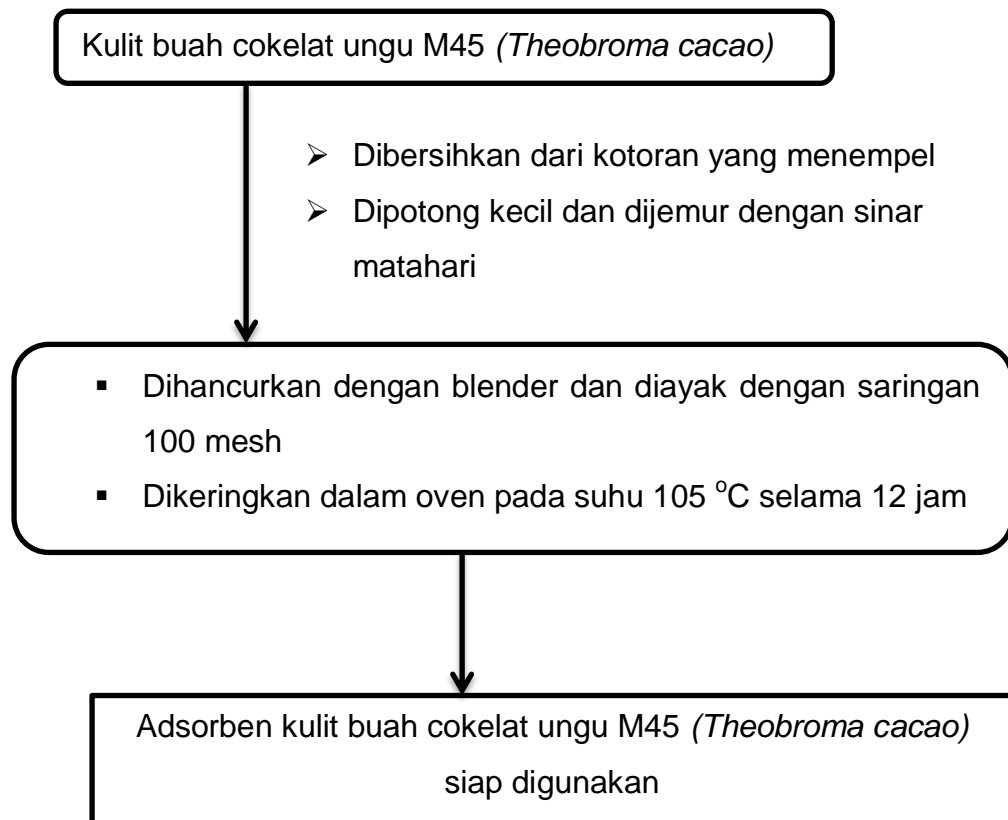 Kulit buah cokelat ungu M45 (Theobroma cacao)
➢ Dibersihkan dari kotoran yang menempel
➢ Dipotong kecil dan dijemur dengan sinar
matahari
▪ Dihancurkan dengan blender dan diayak dengan saringan
100 mesh
▪ Dikeringkan dalam oven pada suhu 105 °C selama 12 jam
Adsorben kulit buah cokelat ungu M45 (Theobroma cacao)
siap digunakan